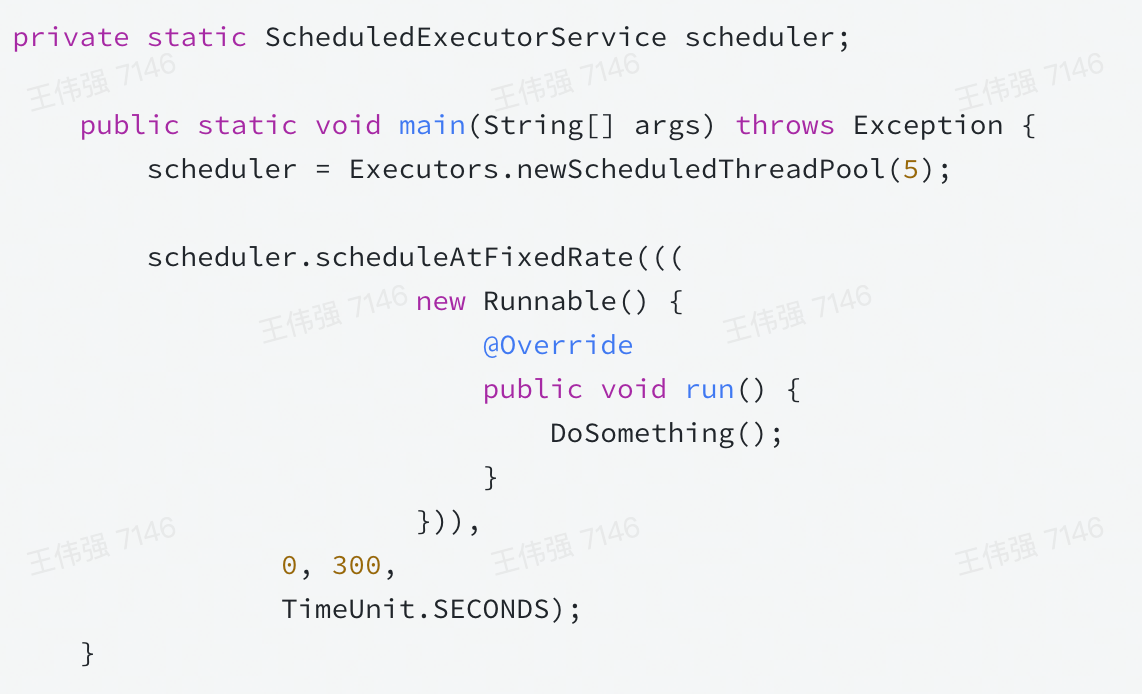 private static ScheduledExecutorService scheduler;
王伟强 7146
王伟强 7146
王伟强 7146
    public static void main(String[] args) throws Exception {
        scheduler = Executors.newScheduledThreadPool(5);

        scheduler.scheduleAtFixedRate(((
                        new Runnable() {
王伟强 7146
王伟强 7146
                            @Override
                            public void run() {
                                DoSomething();
                            }
                        })),
王伟强 7146
王伟强 7146
王伟强 7146
                0, 300,
                TimeUnit.SECONDS);
    }